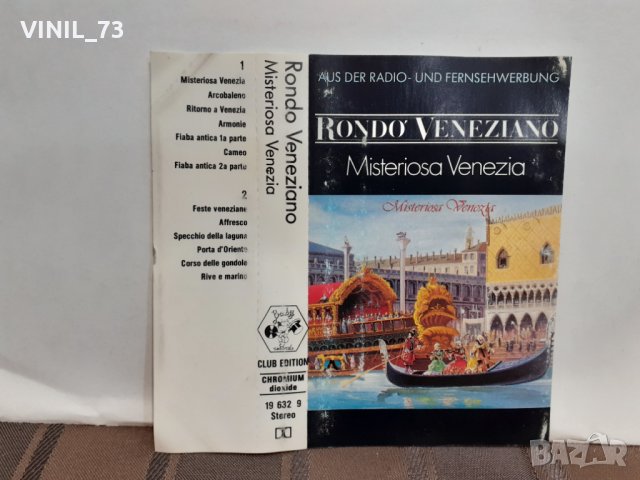 VINIL_73
1
Misteriosa Venezia
Arcobaleno
Ritorno a Venezia
Armonie
Fiaba antica 1a parte
Cameo
Fiaba antica 2a parte
2
Feste veneziane
Affresco
Specchio della laguna
Porta d'Oriente
Corso delle gondole
Rive e marine
Rondo Veneziano
Misteriosa Venezia
CLUB EDITION
CHROMIUM
dioxide
19 632 9
Stereo
AUS DER RADIO- UND FERNSEHWERBUNG
RONDO' VENEZIANO
Misteriosa Venezia
Misteriosa Venezia
BAZAR